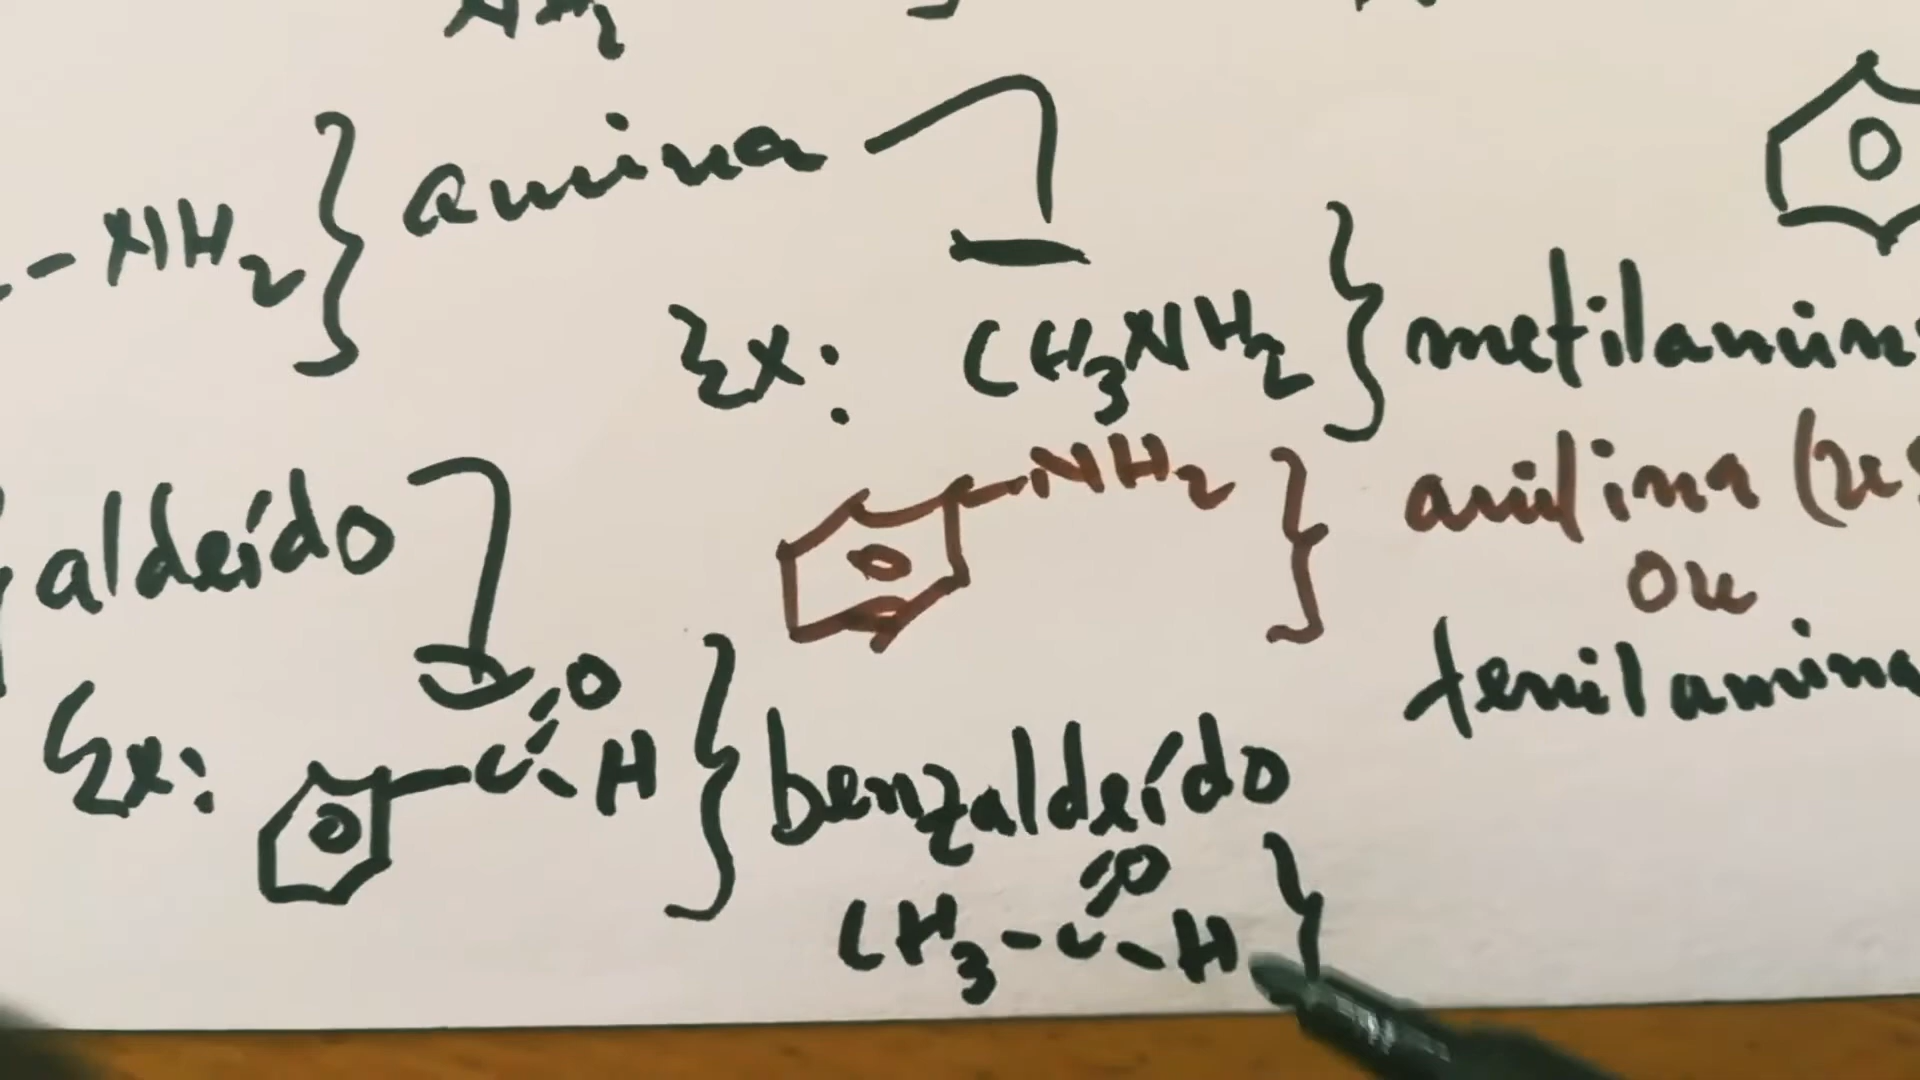 -NH2 } amina
Ex: CH3NH2 } metilamin
NH2 } anilina (
ou
fenilamina
aldeído
Ex: C O H } benzaldeído
CH3-C O H }